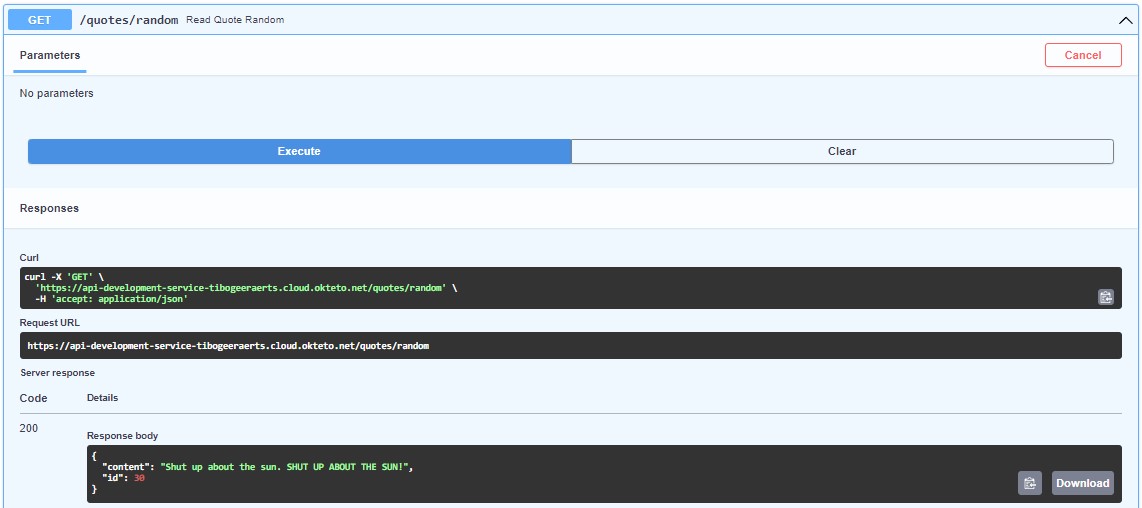 GET /quotes/random Read Quote Random
Parameters
Cancel
No parameters
Execute
Clear
Responses
Curl
curl -X 'GET' \
'https://api-development-service-tibogeeraerts.cloud.okteto.net/quotes/random' \
-H 'accept: application/json'
Request URL
https://api-development-service-tibogeeraerts.cloud.okteto.net/quotes/random
Server response
Code Details
200
Response body
{
"content": "Shut up about the sun. SHUT UP ABOUT THE SUN!",
"id": 30
}
Download